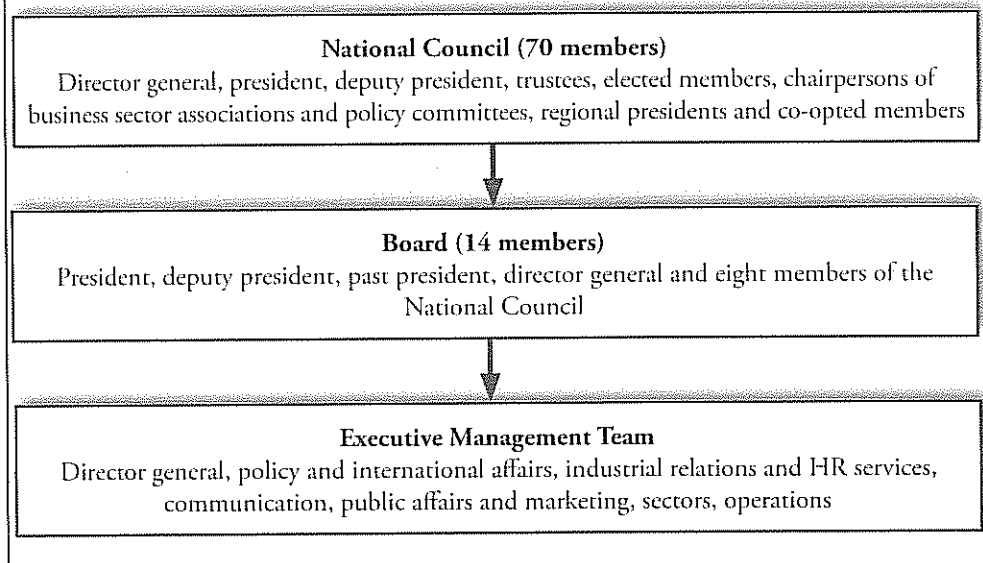 National Council (70 members)
Director general, president, deputy president, trustees, elected members, chairpersons of
business sector associations and policy committees, regional presidents and co-opted members
Board (14 members)
President, deputy president, past president, director general and eight members of the
National Council
Executive Management Team
Director general, policy and international affairs, industrial relations and HR services,
communication, public affairs and marketing, sectors, operations